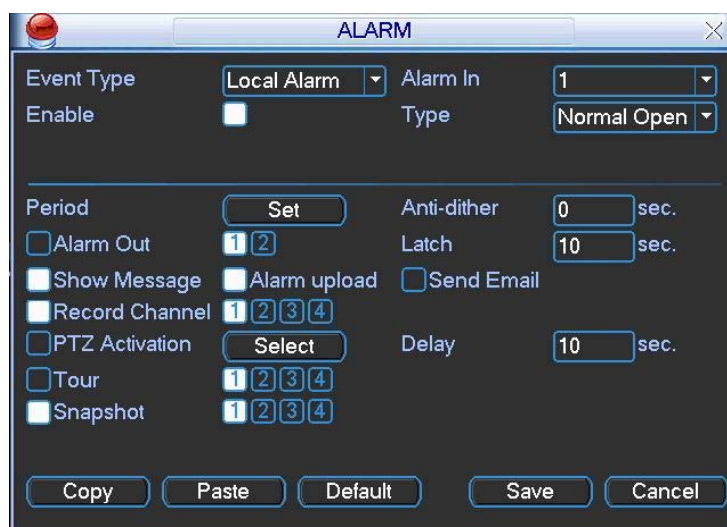 ALARM
Event Type Local Alarm Alarm In 1
Enable Type Normal Open
Period Set Anti-dither 0 sec.
Alarm Out 1 2 Latch 10 sec.
Show Message Alarm upload Send Email
Record Channel 1 2 3 4
PTZ Activation Select Delay 10 sec.
Tour 1 2 3 4
Snapshot 1 2 3 4
Copy Paste Default Save Cancel